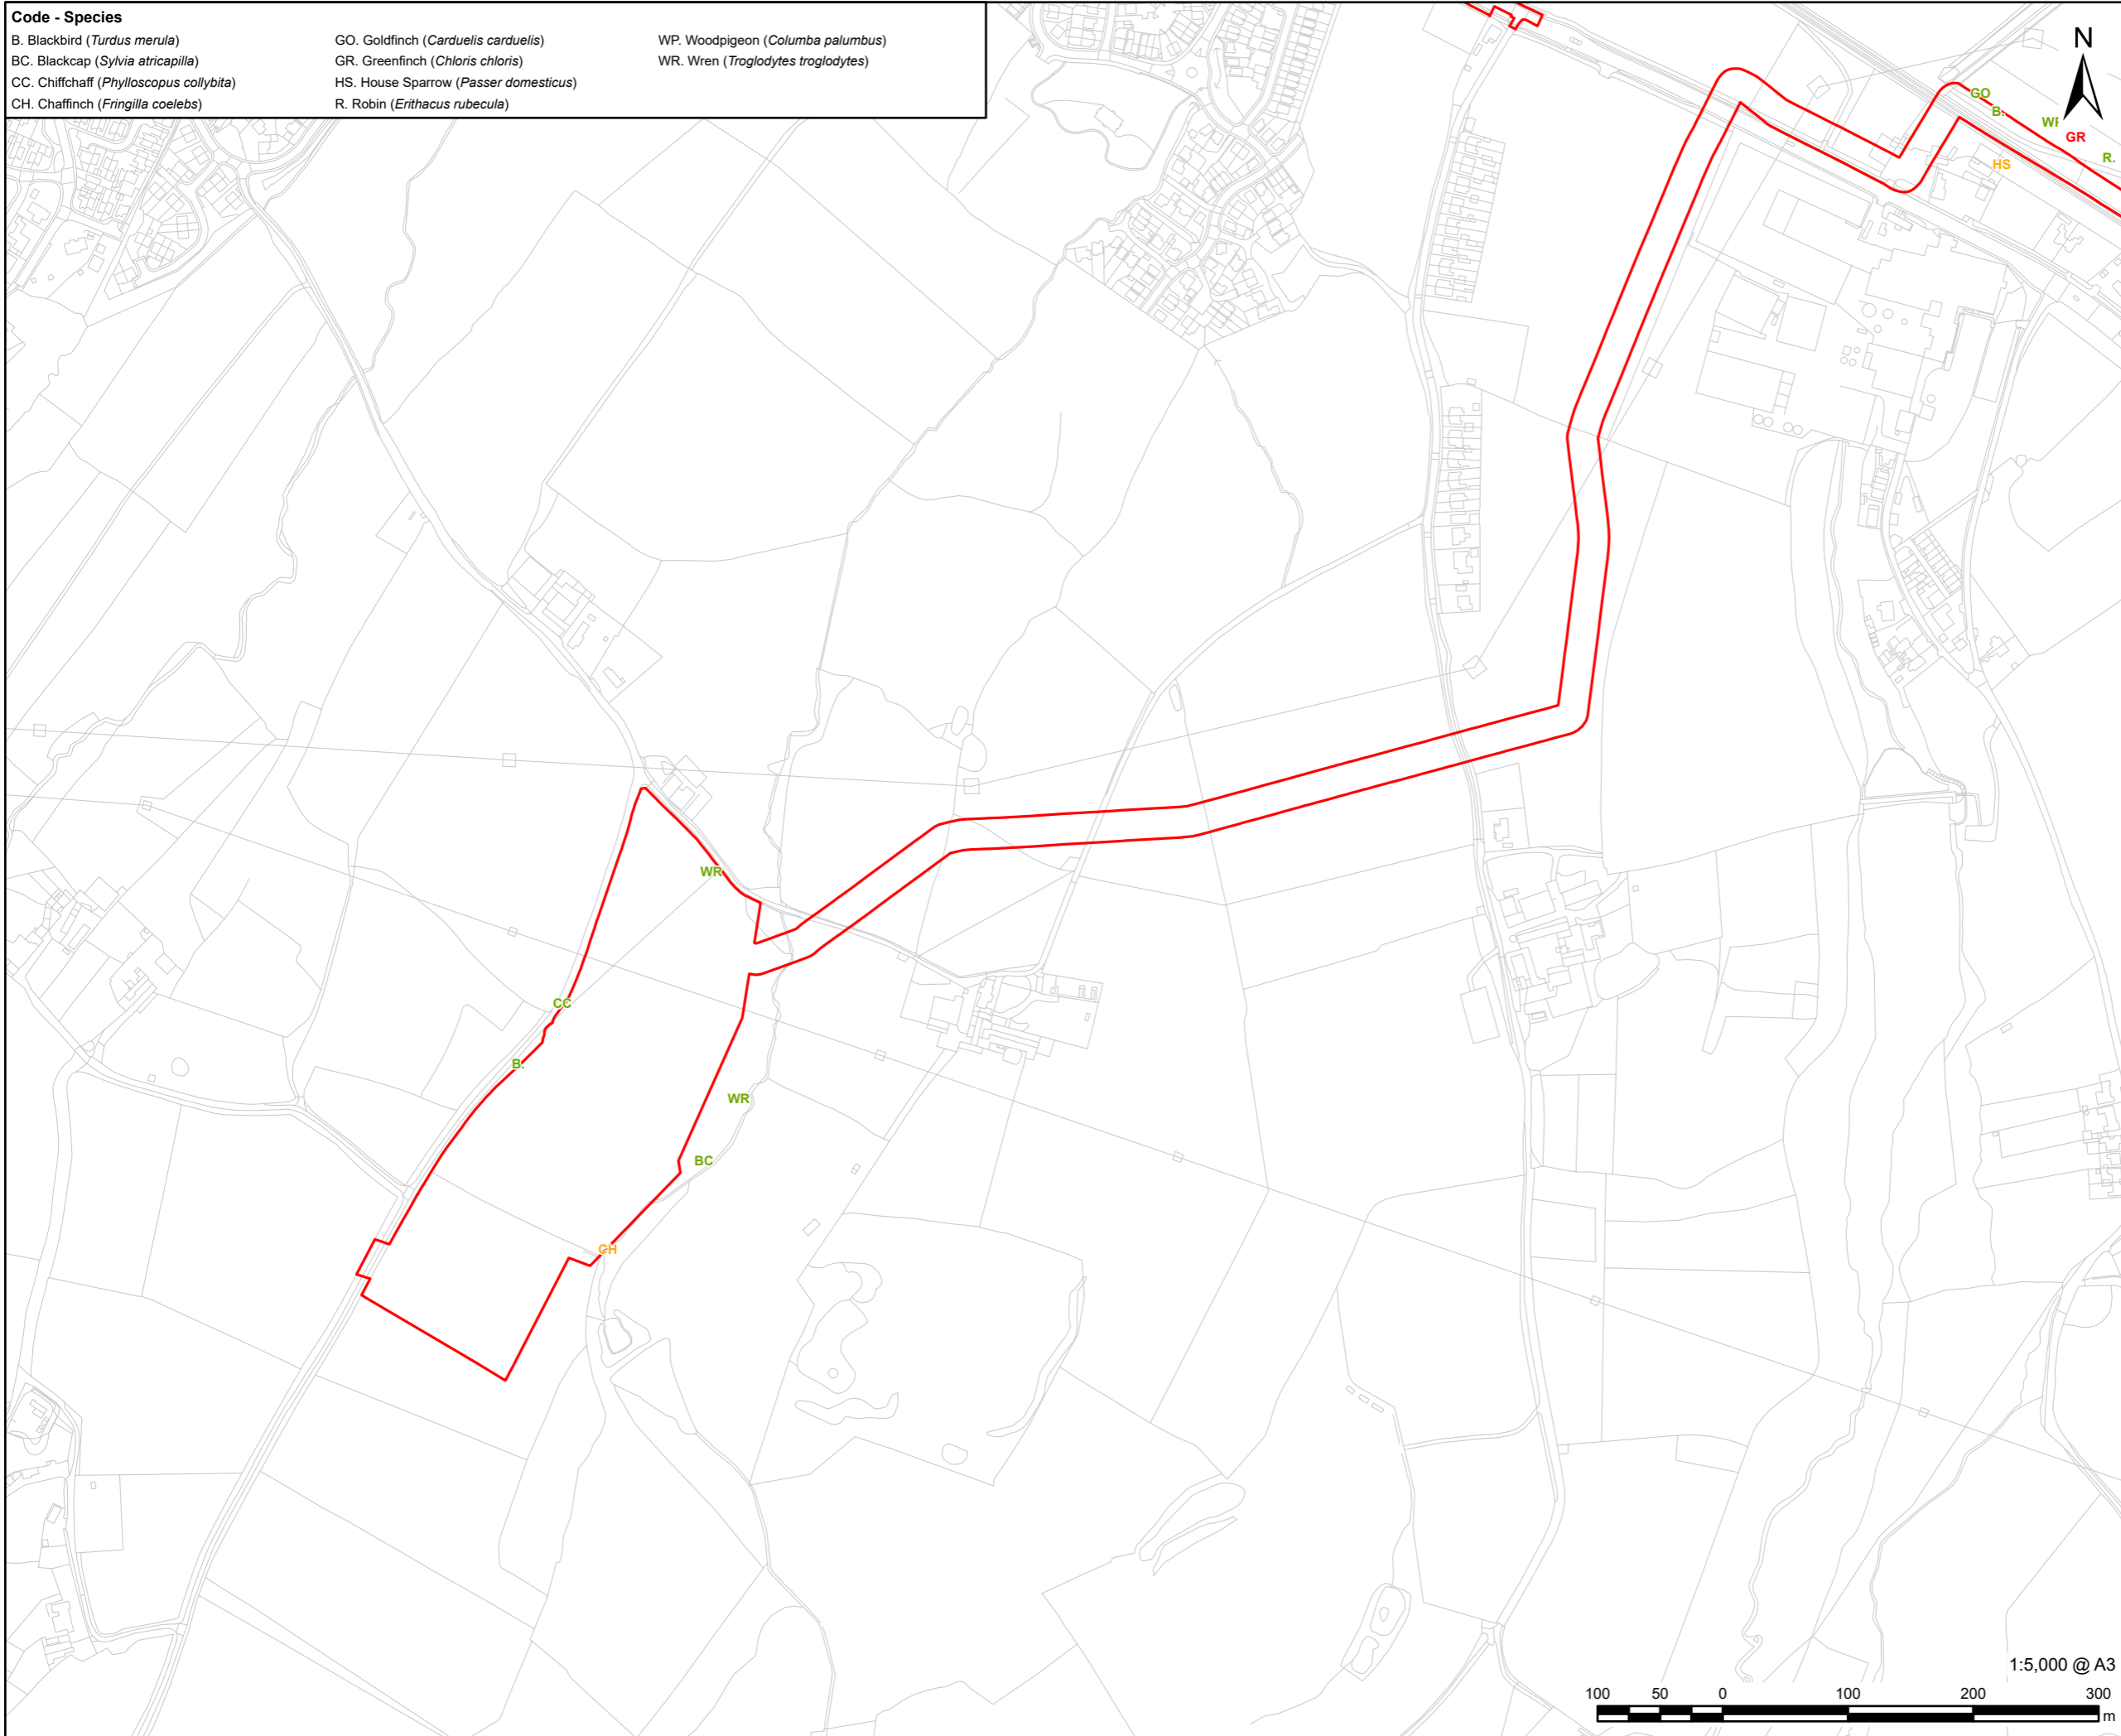 Code - Species
B. Blackbird (Turdus merula)
BC. Blackcap (Sylvia atricapilla)
CC. Chiffchaff (Phylloscopus collybita)
CH. Chaffinch (Fringilla coelebs)
GO. Goldfinch (Carduelis carduelis)
GR. Greenfinch (Chloris chloris)
HS. House Sparrow (Passer domesticus)
R. Robin (Erithacus rubecula)
WP. Woodpigeon (Columba palumbus)
WR. Wren (Troglodytes troglodytes)
N
GO
B.
GR
R.
HS
WR
CC
B.
WR
BC
CH
1:5,000 @ A3
100 50 0 100 200 300
m